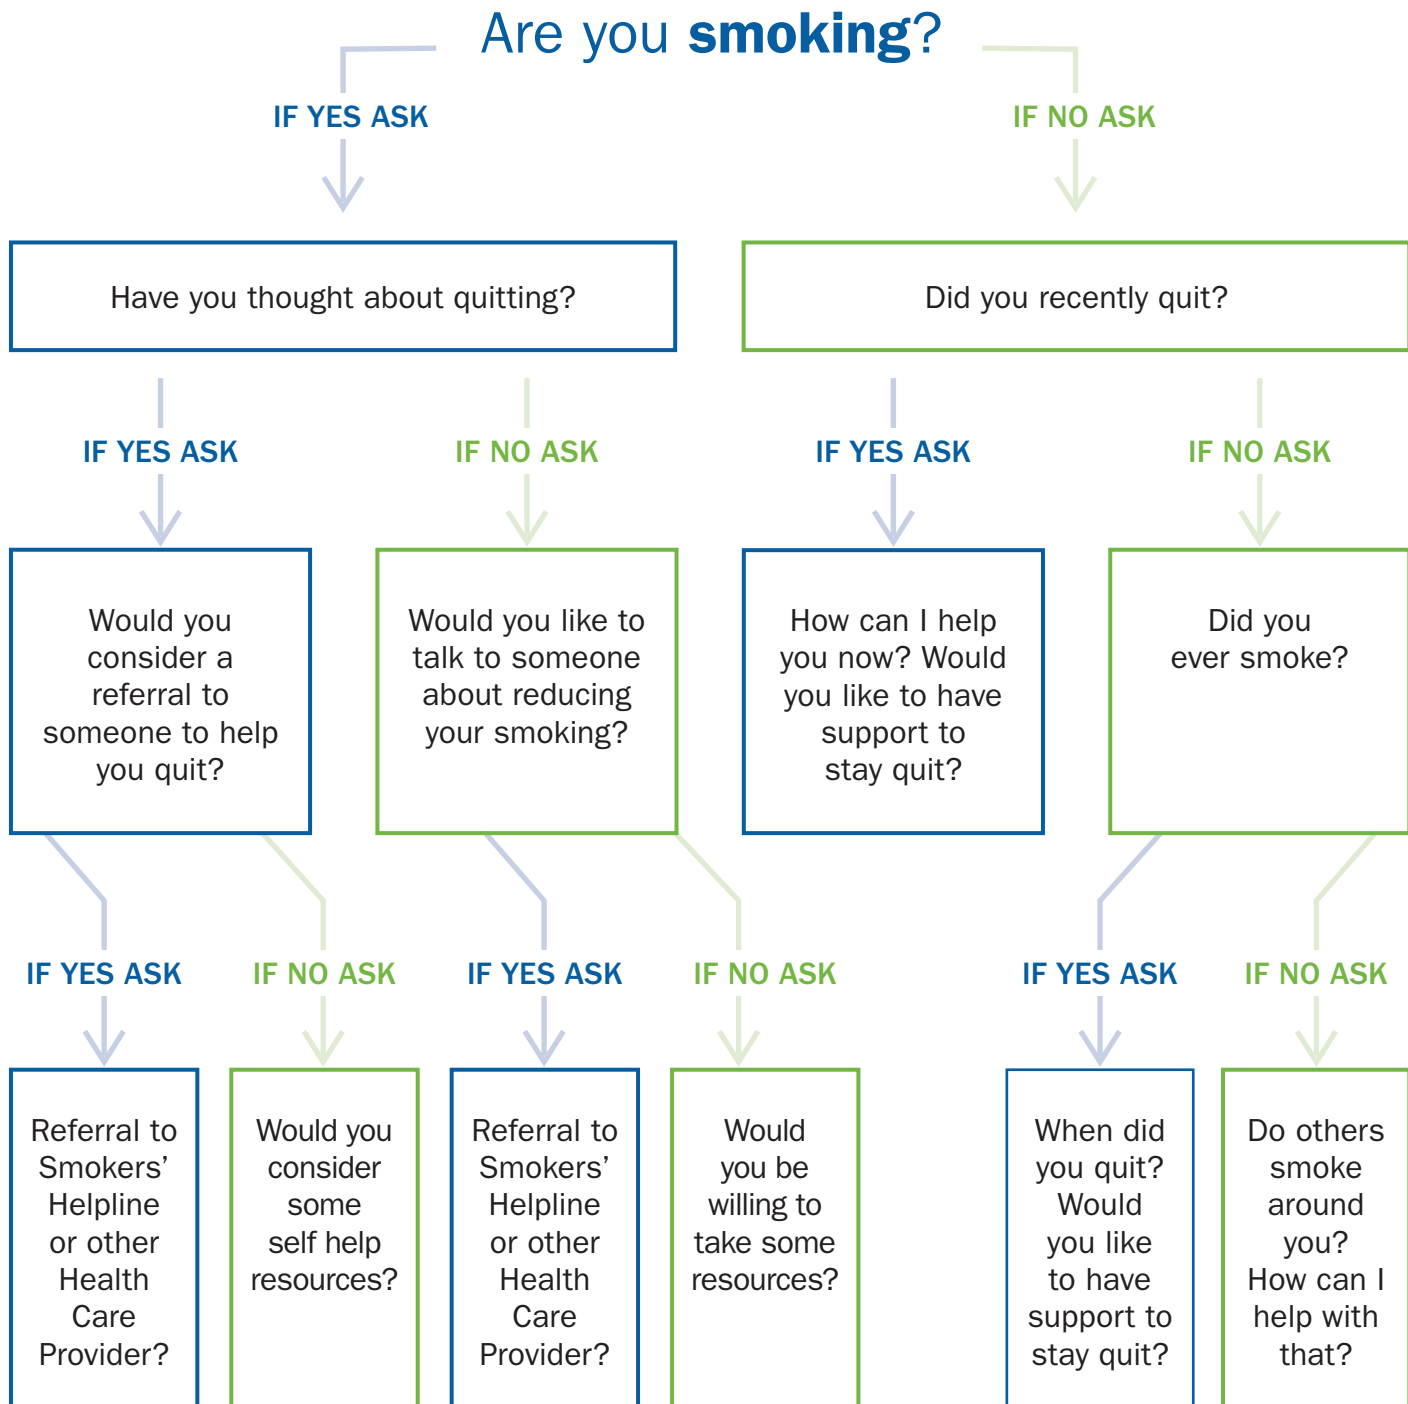 Are you smoking?
IF YES ASK
IF NO ASK
Have you thought about quitting?
Did you recently quit?
IF YES ASK
IF NO ASK
IF YES ASK
IF NO ASK
Would you
consider a
referral to
someone to help
you quit?
Would you like to
talk to someone
about reducing
your smoking?
How can I help
you now? Would
you like to have
support to
stay quit?
Did you
ever smoke?
IF YES ASK
IF NO ASK
IF YES ASK
IF NO ASK
IF YES ASK
IF NO ASK
Referral to
Smokers’
Helpline
or other
Health
Care
Provider?
Would you
consider
some
self help
resources?
Referral to
Smokers’
Helpline
or other
Health
Care
Provider?
Would
you be
willing to
take some
resources?
When did
you quit?
Would
you like
to have
support to
stay quit?
Do others
smoke
around
you?
How can I
help with
that?